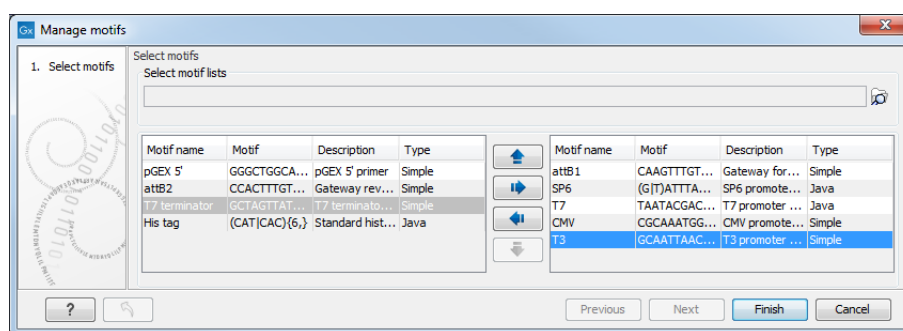 Gx Manage motifs
1. Select motifs
Select motifs
Select motif lists
Motif name Motif Description Type
pGEX 5' GGGCTGGCA... pGEX 5' primer Simple
attB2 CCACTTTGT... Gateway rev... Simple
T7 terminator GCTAGTTAT... T7 terminato... Simple
His tag (CAT|CAC){6,} Standard hist... Java
Motif name Motif Description Type
attB1 CAAGTTTGT... Gateway for... Simple
SP6 (G|T)ATTTA... SP6 promote... Java
T7 TAATACGAC... T7 promoter ... Java
CMV CGCAAATGG... CMV promote... Simple
T3 GCAATTAAC... T3 promoter ... Simple
? Previous Next Finish Cancel